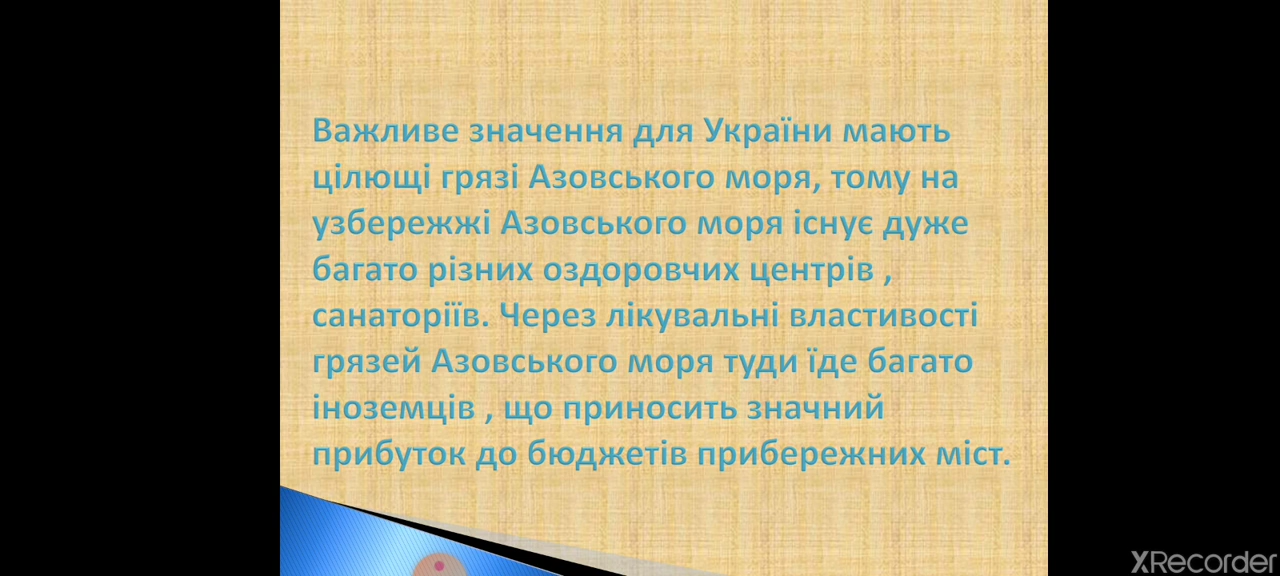 Важливе значення для України мають
цілющі грязі Азовського моря, тому на
узбережжі Азовського моря існує дуже
багато різних оздоровчих центрів ,
санаторіїв. Через лікувальні властивості
грязей Азовського моря туди їде багато
іноземців , що приносить значний
прибуток до бюджетів прибережних міст.
XRecorder